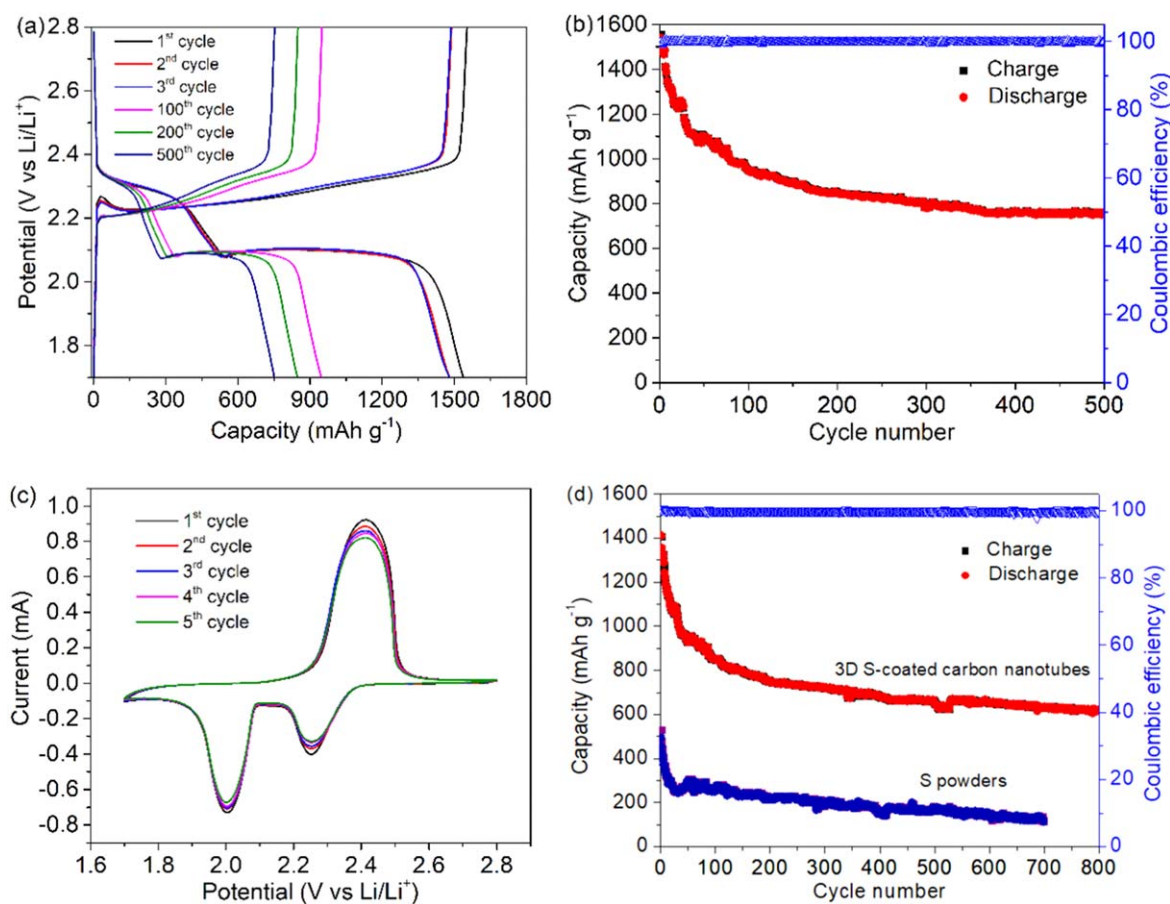 (a)
2.8
2.6
2.4
2.2
2.0
1.8
Potential (V vs Li/Li⁺)
1ˢᵗ cycle
2ⁿᵈ cycle
3ʳᵈ cycle
100ᵗʰ cycle
200ᵗʰ cycle
500ᵗʰ cycle
0 300 600 900 1200 1500 1800
Capacity (mAh g⁻¹)
(b)
1600
1400
1200
1000
800
600
400
200
0
Capacity (mAh g⁻¹)
Charge
Discharge
100
80
60
40
20
0
Coulombic efficiency (%)
0 100 200 300 400 500
Cycle number
(c)
1.0
0.8
0.6
0.4
0.2
0.0
-0.2
-0.4
-0.6
-0.8
Current (mA)
1ˢᵗ cycle
2ⁿᵈ cycle
3ʳᵈ cycle
4ᵗʰ cycle
5ᵗʰ cycle
1.6 2.0 2.4 2.8
Potential (V vs Li/Li⁺)
(d)
1600
1400
1200
1000
800
600
400
200
0
Capacity (mAh g⁻¹)
Charge
Discharge
3D S-coated carbon nanotubes
S powders
100
80
60
40
20
0
Coulombic efficiency (%)
0 100 200 300 400 500 600 700 800
Cycle number